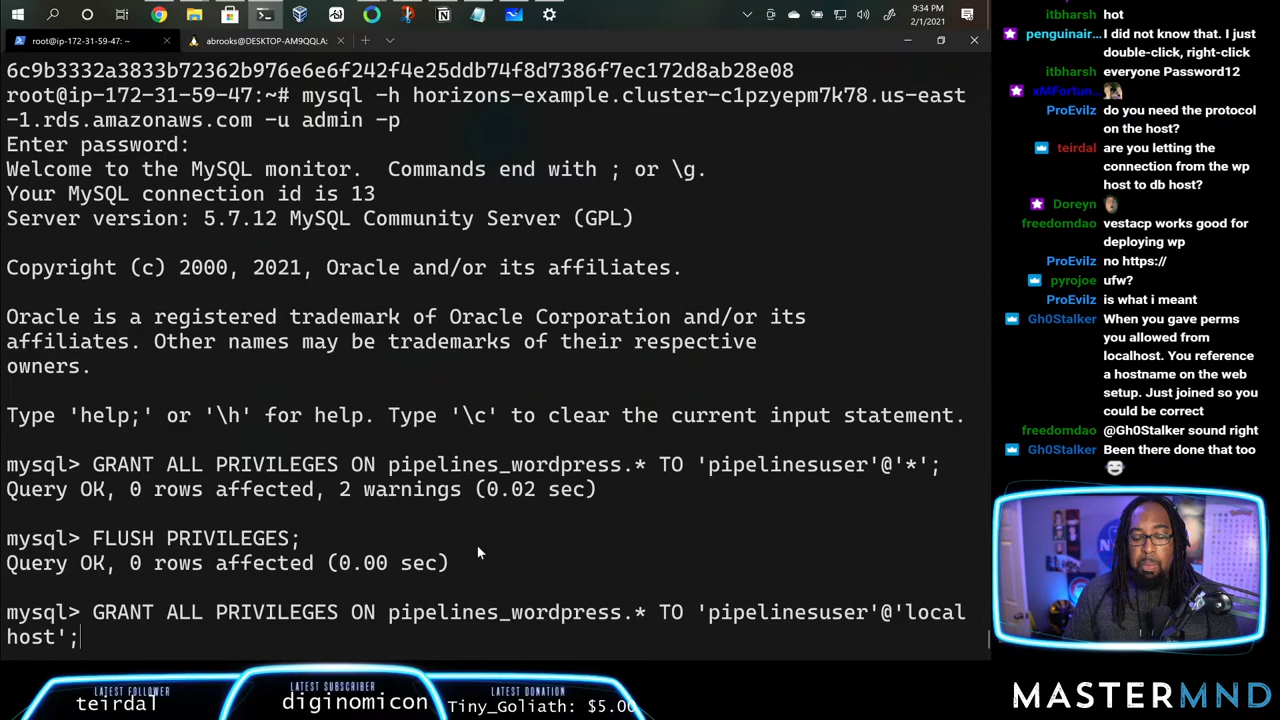 9:34 PM
2/1/2021
root@ip-172-31-59-47: ~
abrooks@DESKTOP-AM9QQLA:
6c9b3332a3833b72362b976e6e6f242f4e25ddb74f8d7386f7ec172d8ab28e08
root@ip-172-31-59-47:~# mysql -h horizons-example.cluster-c1pzyepm7k78.us-east
-1.rds.amazonaws.com -u admin -p
Enter password:
Welcome to the MySQL monitor.  Commands end with ; or \g.
Your MySQL connection id is 13
Server version: 5.7.12 MySQL Community Server (GPL)
Copyright (c) 2000, 2021, Oracle and/or its affiliates.
Oracle is a registered trademark of Oracle Corporation and/or its
affiliates. Other names may be trademarks of their respective
owners.
Type 'help;' or '\h' for help. Type '\c' to clear the current input statement.
mysql> GRANT ALL PRIVILEGES ON pipelines_wordpress.* TO 'pipelinesuser'@'*';
Query OK, 0 rows affected, 2 warnings (0.02 sec)
mysql> FLUSH PRIVILEGES;
Query OK, 0 rows affected (0.00 sec)
mysql> GRANT ALL PRIVILEGES ON pipelines_wordpress.* TO 'pipelinesuser'@'local
host';
itbharsh hot
penguinair... I did not know that. I just
double-click, right-click
itbharsh everyone Password12
xMFortun...
ProEvilz do you need the protocol
on the host?
teirdal are you letting the
connection from the wp
host to db host?
Doreyn
freedomdao vestacp works good for
deploying wp
ProEvilz no https://
pyrojoe ufw?
ProEvilz is what i meant
Gh0Stalker When you gave perms
you allowed from
localhost. You reference
a hostname on the web
setup. Just joined so you
could be correct
freedomdao @Gh0Stalker sound right
Gh0Stalker Been there done that too
LATEST FOLLOWER
teirdal
LATEST SUBSCRIBER
diginomicon
LATEST DONATION
Tiny_Goliath: $5.00
MASTERMND